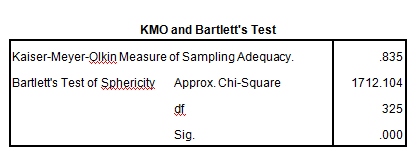 KMO and Bartlett's Test
Kaiser-Meyer-Olkin Measure of Sampling Adequacy. .835
Bartlett's Test of Sphericity Approx. Chi-Square 1712.104
df 325
Sig. .000